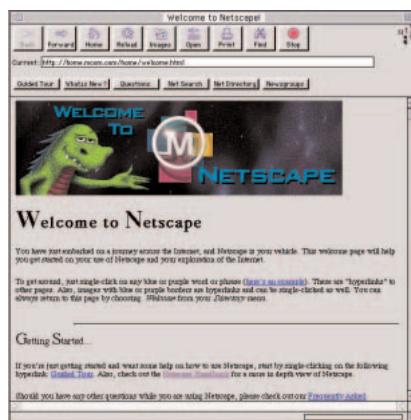 Welcome to Netscape!
Back Forward Home Reload Images Open Print Find Stop
Current: http://home.mcom.com/home/welcome.html
Guided Tour What's New? Questions Net Search Net Directory Newsgroups
WELCOME
TO
M
NETSCAPE
Welcome to Netscape
You have just embarked on a journey across the Internet, and Netscape is your vehicle. This welcome page will help
you get started on your use of Netscape and your exploration of the Internet.
To get around, just single-click on any blue or purple word or phrase (here's an example). These are "hyperlinks" to
other pages. Also, images with blue or purple borders are hyperlinks and can be single-clicked as well. You can
always return to this page by choosing Welcome from your Directory menu.
Getting Started...
If you're just getting started and want some help on how to use Netscape, start by single-clicking on the following
hyperlink: Guided Tour. Also, check out the Netscape Handbook for a more in depth view of Netscape.
Should you have any other questions while you are using Netscape, please check out our Frequently Asked